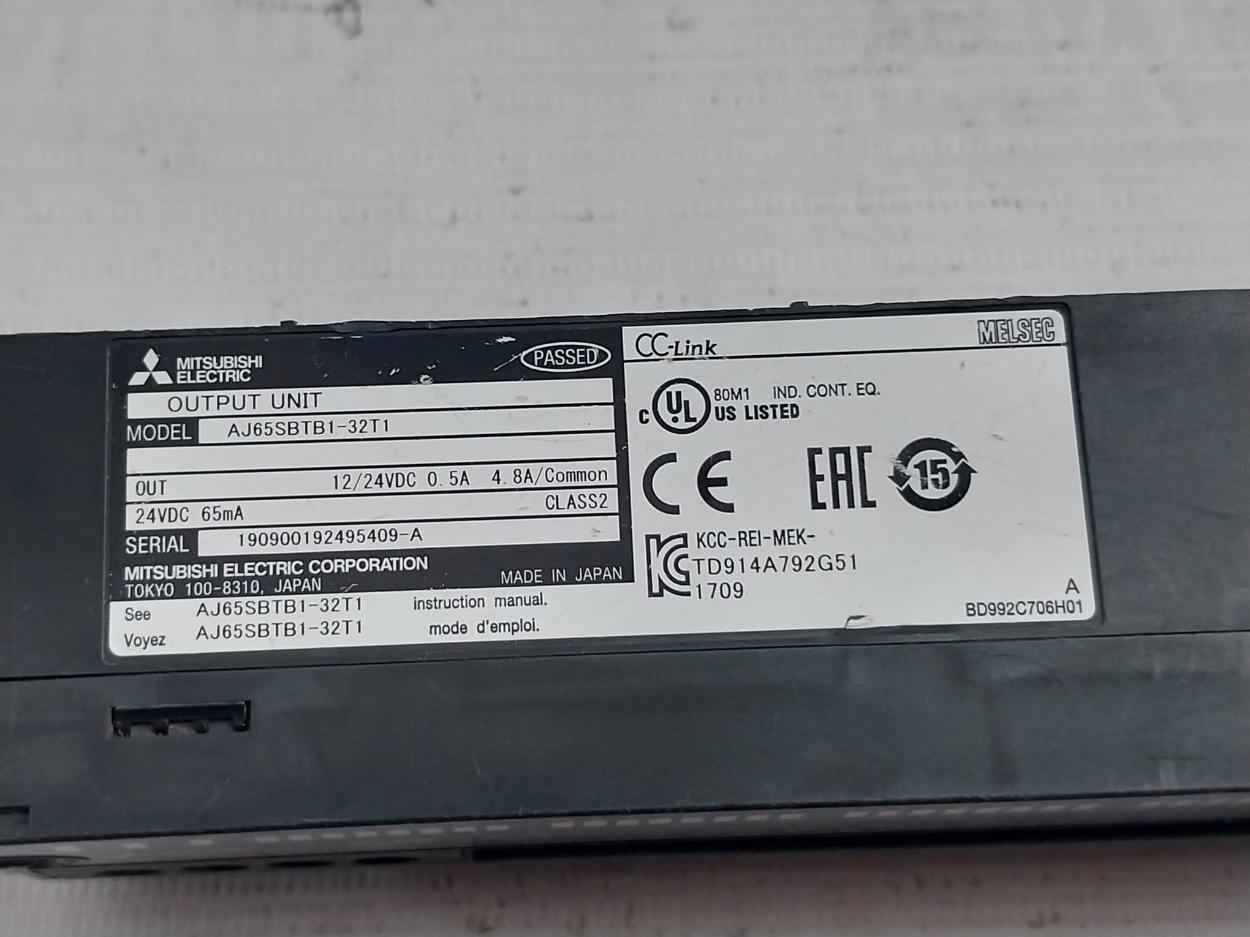 MITSUBISHI
ELECTRIC
PASSED
OUTPUT UNIT
MODEL AJ65SBTB1-32T1
OUT 12/24VDC 0.5A 4.8A/Common
24VDC 65mA CLASS2
SERIAL 190900192495409-A
MITSUBISHI ELECTRIC CORPORATION
TOKYO 100-8310, JAPAN MADE IN JAPAN
See AJ65SBTB1-32T1 instruction manual.
Voyez AJ65SBTB1-32T1 mode d'emploi.
CC-Link MELSEC
c UL 80M1 IND. CONT. EQ.
US LISTED
CE EAC 15
KC KCC-REI-MEK-
TD914A792G51
1709
A
BD992C706H01